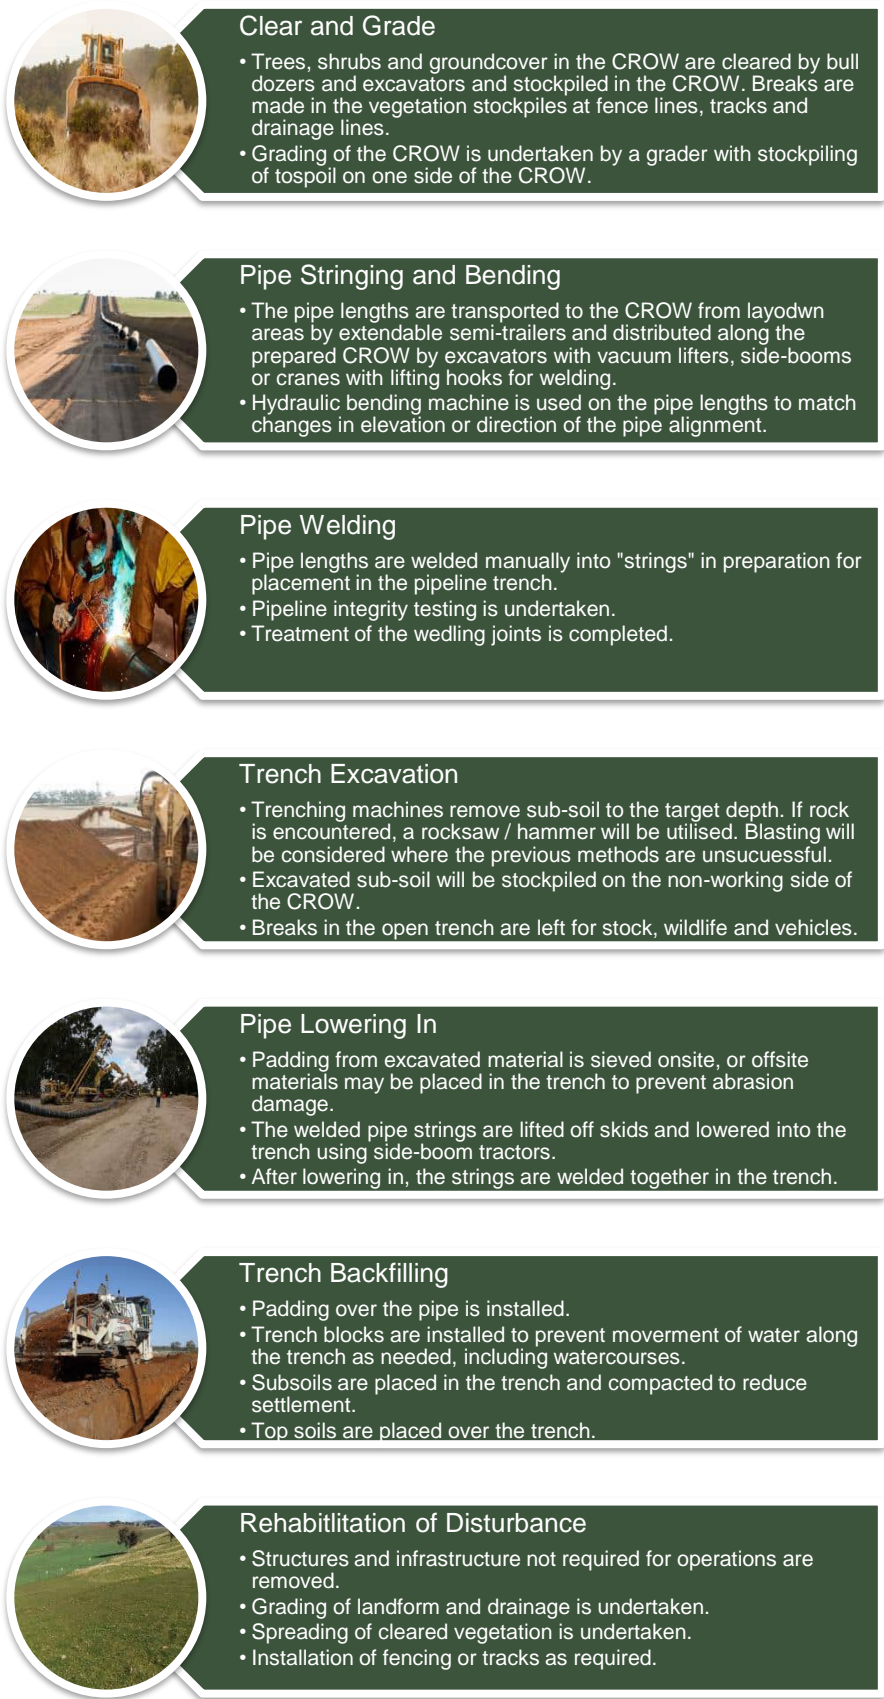 Clear and Grade
• Trees, shrubs and groundcover in the CROW are cleared by bull
dozers and excavators and stockpiled in the CROW. Breaks are
made in the vegetation stockpiles at fence lines, tracks and
drainage lines.
• Grading of the CROW is undertaken by a grader with stockpiling
of tospoil on one side of the CROW.
Pipe Stringing and Bending
• The pipe lengths are transported to the CROW from layodwn
areas by extendable semi-trailers and distributed along the
prepared CROW by excavators with vacuum lifters, side-booms
or cranes with lifting hooks for welding.
• Hydraulic bending machine is used on the pipe lengths to match
changes in elevation or direction of the pipe alignment.
Pipe Welding
• Pipe lengths are welded manually into "strings" in preparation for
placement in the pipeline trench.
• Pipeline integrity testing is undertaken.
• Treatment of the wedling joints is completed.
Trench Excavation
• Trenching machines remove sub-soil to the target depth. If rock
is encountered, a rocksaw / hammer will be utilised. Blasting will
be considered where the previous methods are unsucuessful.
• Excavated sub-soil will be stockpiled on the non-working side of
the CROW.
• Breaks in the open trench are left for stock, wildlife and vehicles.
Pipe Lowering In
• Padding from excavated material is sieved onsite, or offsite
materials may be placed in the trench to prevent abrasion
damage.
• The welded pipe strings are lifted off skids and lowered into the
trench using side-boom tractors.
• After lowering in, the strings are welded together in the trench.
Trench Backfilling
• Padding over the pipe is installed.
• Trench blocks are installed to prevent moverment of water along
the trench as needed, including watercourses.
• Subsoils are placed in the trench and compacted to reduce
settlement.
• Top soils are placed over the trench.
Rehabitlitation of Disturbance
• Structures and infrastructure not required for operations are
removed.
• Grading of landform and drainage is undertaken.
• Spreading of cleared vegetation is undertaken.
• Installation of fencing or tracks as required.